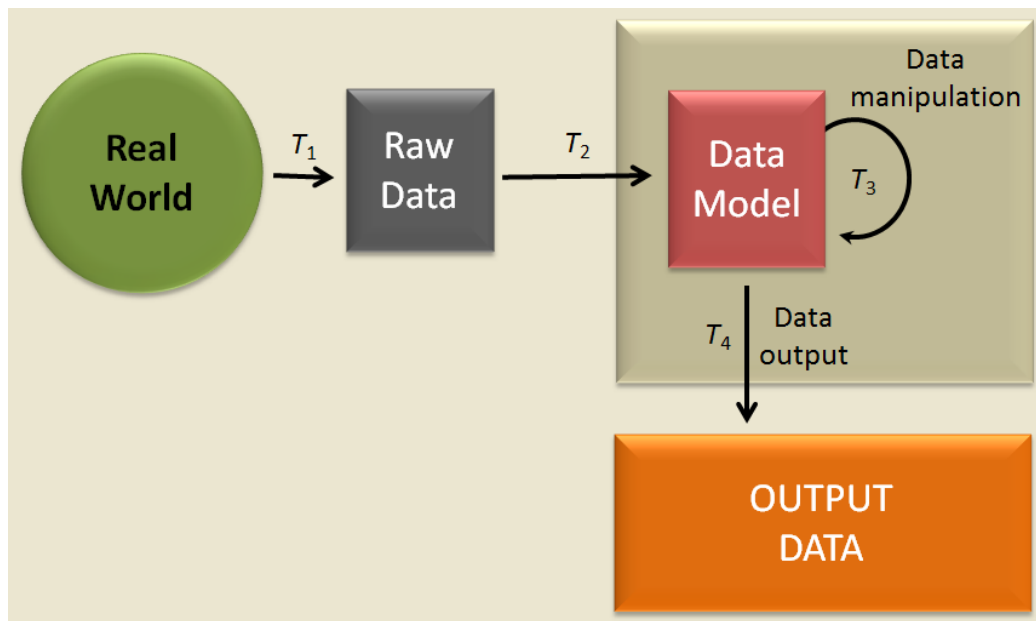 Real
World
T₁
Raw
Data
T₂
Data
Model
Data
manipulation
T₃
T₄
Data
output
OUTPUT
DATA